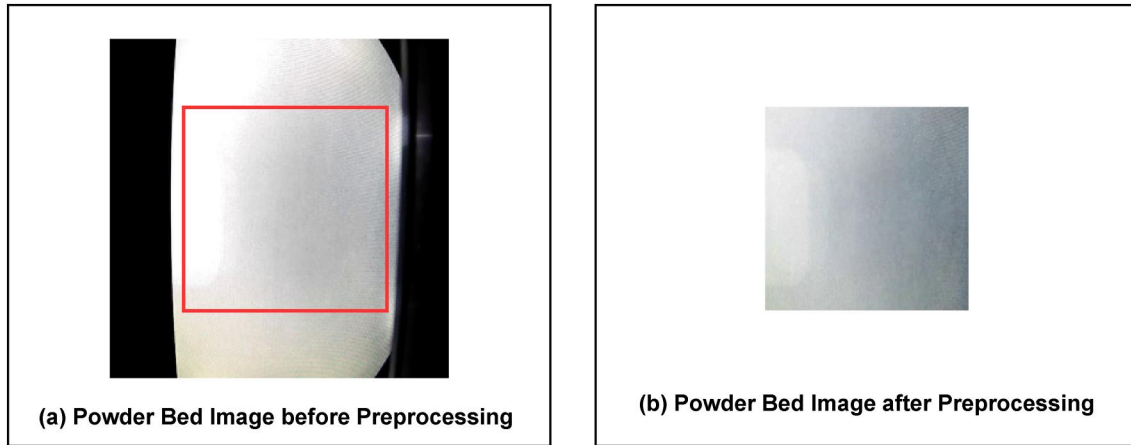 (a) Powder Bed Image before Preprocessing
(b) Powder Bed Image after Preprocessing